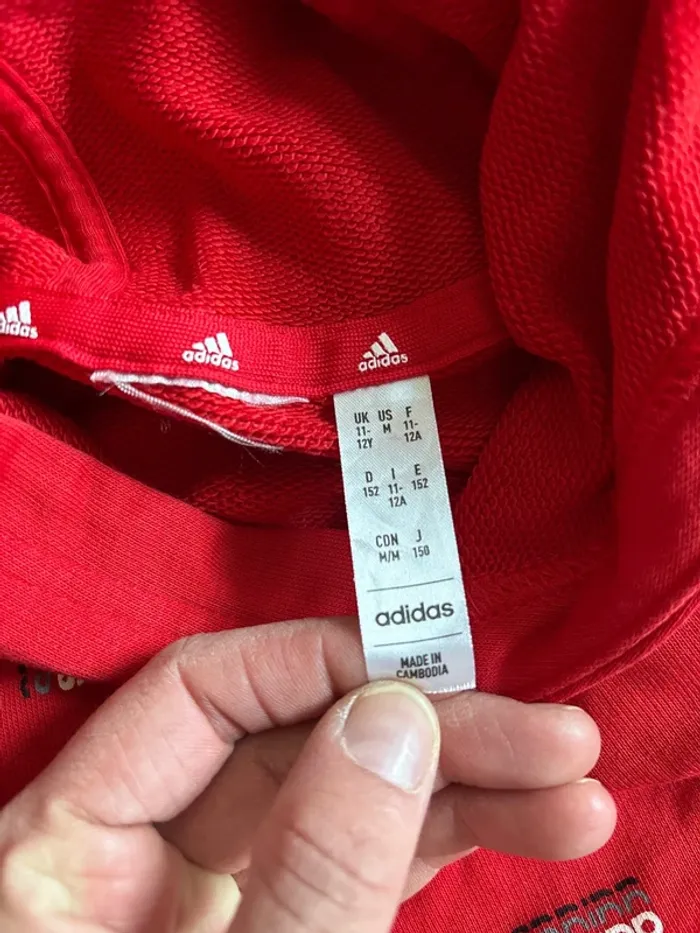 adidas
adidas
adidas
UK US F
11- M 11-
12Y 12A
D I E
152 11- 152
12A
CDN J
M/M 150
adidas
MADE IN
CAMBODIA